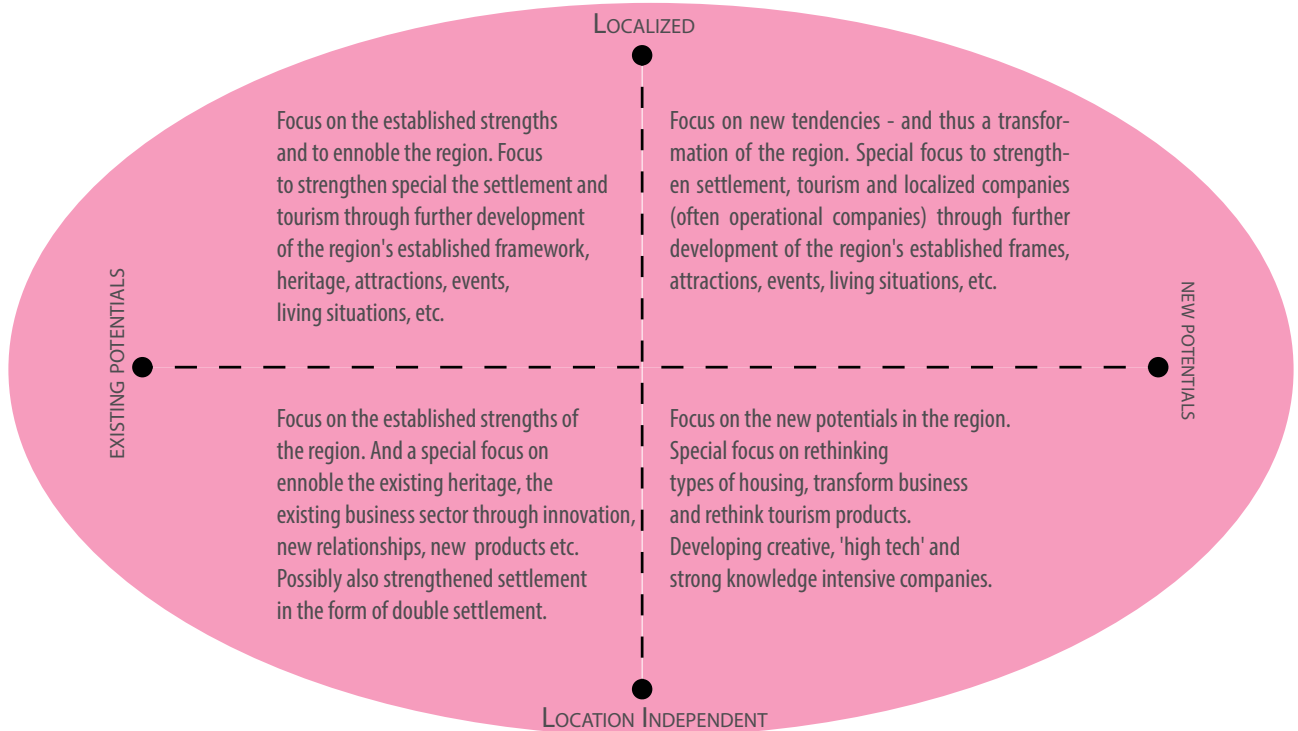 LOCALIZED
Focus on the established strengths
and to ennoble the region. Focus
to strengthen special the settlement and
tourism through further development
of the region's established framework,
heritage, attractions, events,
living situations, etc.
Focus on new tendencies - and thus a transfor-
mation of the region. Special focus to strength-
en settlement, tourism and localized companies
(often operational companies) through further
development of the region's established frames,
attractions, events, living situations, etc.
EXISTING POTENTIALS
NEW POTENTIALS
Focus on the established strengths of
the region. And a special focus on
ennoble the existing heritage, the
existing business sector through innovation,
new relationships, new products etc.
Possibly also strengthened settlement
in the form of double settlement.
Focus on the new potentials in the region.
Special focus on rethinking
types of housing, transform business
and rethink tourism products.
Developing creative, 'high tech' and
strong knowledge intensive companies.
LOCATION INDEPENDENT